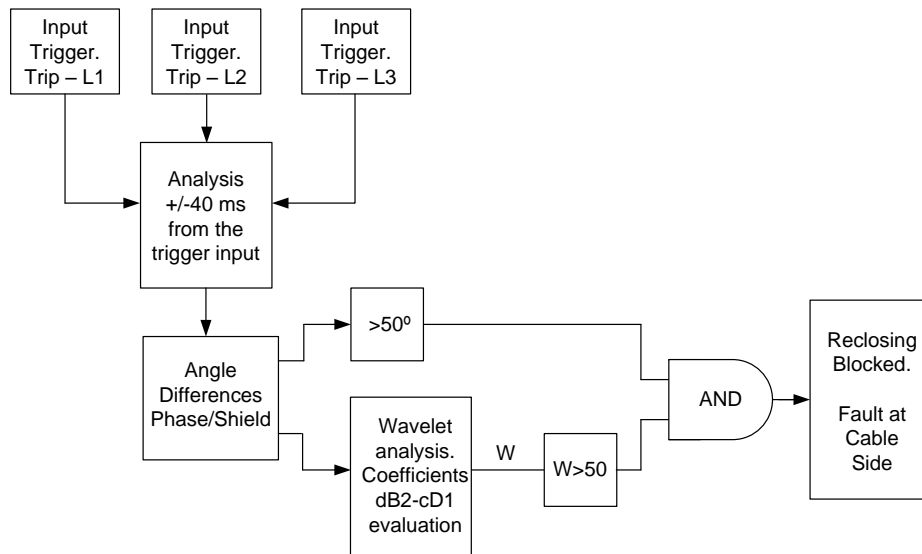 Input
Trigger.
Trip – L1
Input
Trigger.
Trip – L2
Input
Trigger.
Trip – L3
Analysis
+/-40 ms
from the
trigger input
Angle
Differences
Phase/Shield
>50º
Wavelet
analysis.
Coefficients
dB2-cD1
evaluation
W
W>50
AND
Reclosing
Blocked.
Fault at
Cable
Side